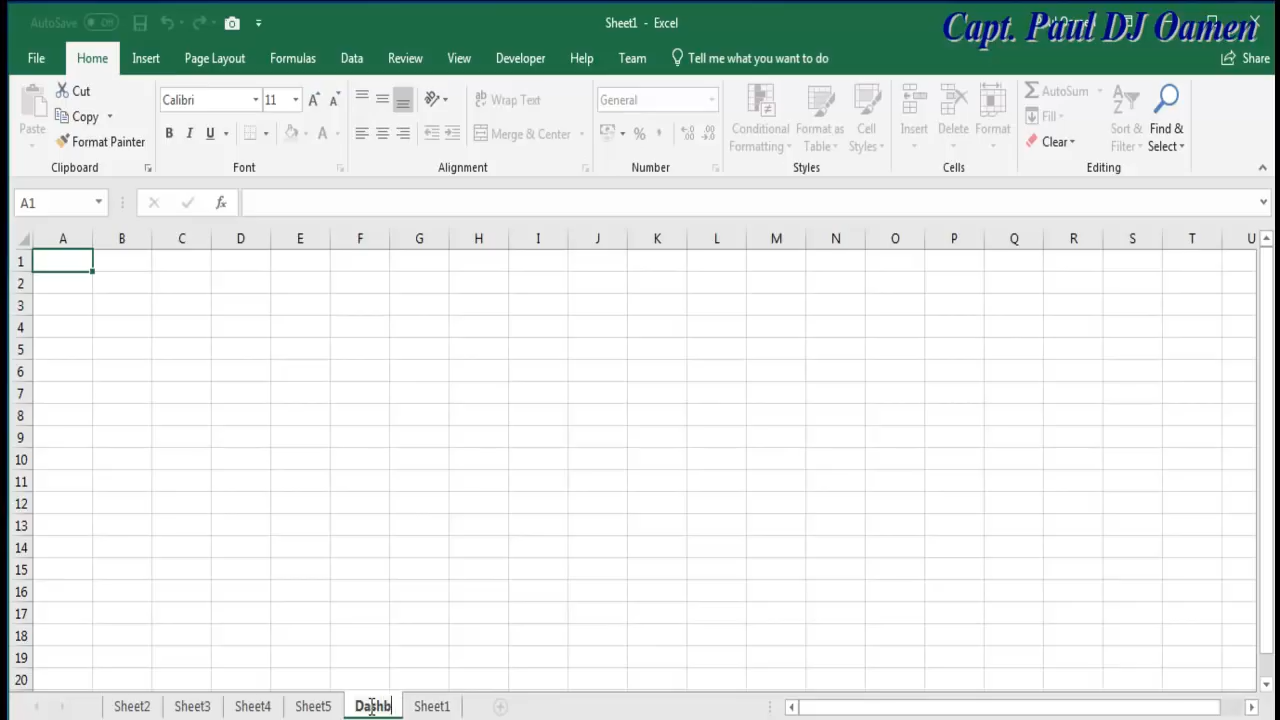 AutoSave Off
Sheet1 - Excel
Capt. Paul DJ Oamen
File Home Insert Page Layout Formulas Data Review View Developer Help Team Tell me what you want to do Share
Cut
Copy
Format Painter
Paste
Clipboard
Calibri 11
B I U
Font
Wrap Text
Merge & Center
Alignment
General
%
Number
Conditional Formatting
Format as Table
Cell Styles
Styles
Insert
Delete
Format
Cells
AutoSum
Fill
Clear
Sort & Filter
Find & Select
Editing
A1 fx
A B C D E F G H I J K L M N O P Q R S T U
1
2
3
4
5
6
7
8
9
10
11
12
13
14
15
16
17
18
19
20
Sheet2 Sheet3 Sheet4 Sheet5 Dashb Sheet1